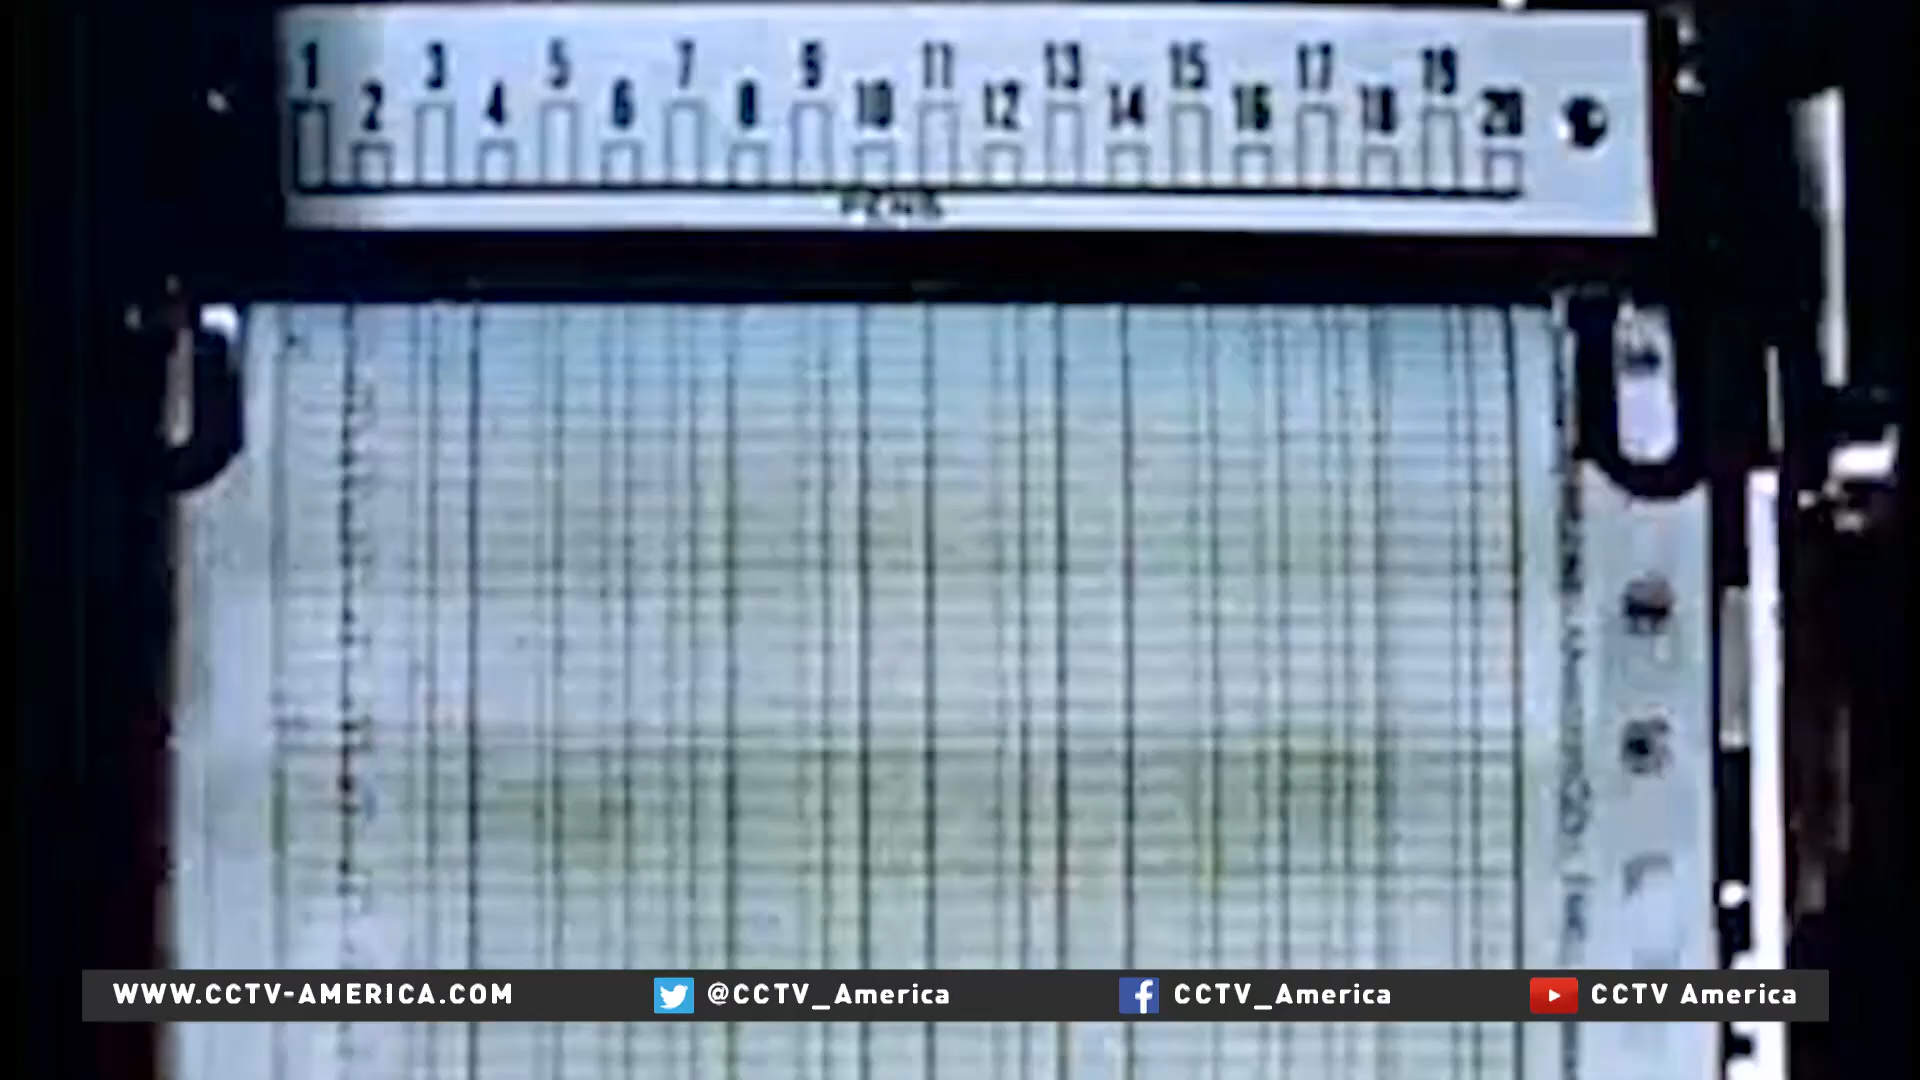 1 3 5 7 9 11 13 15 17 19
2 4 6 8 10 12 14 16 18 20
PENS
WWW.CCTV-AMERICA.COM @CCTV_America CCTV_America CCTV America